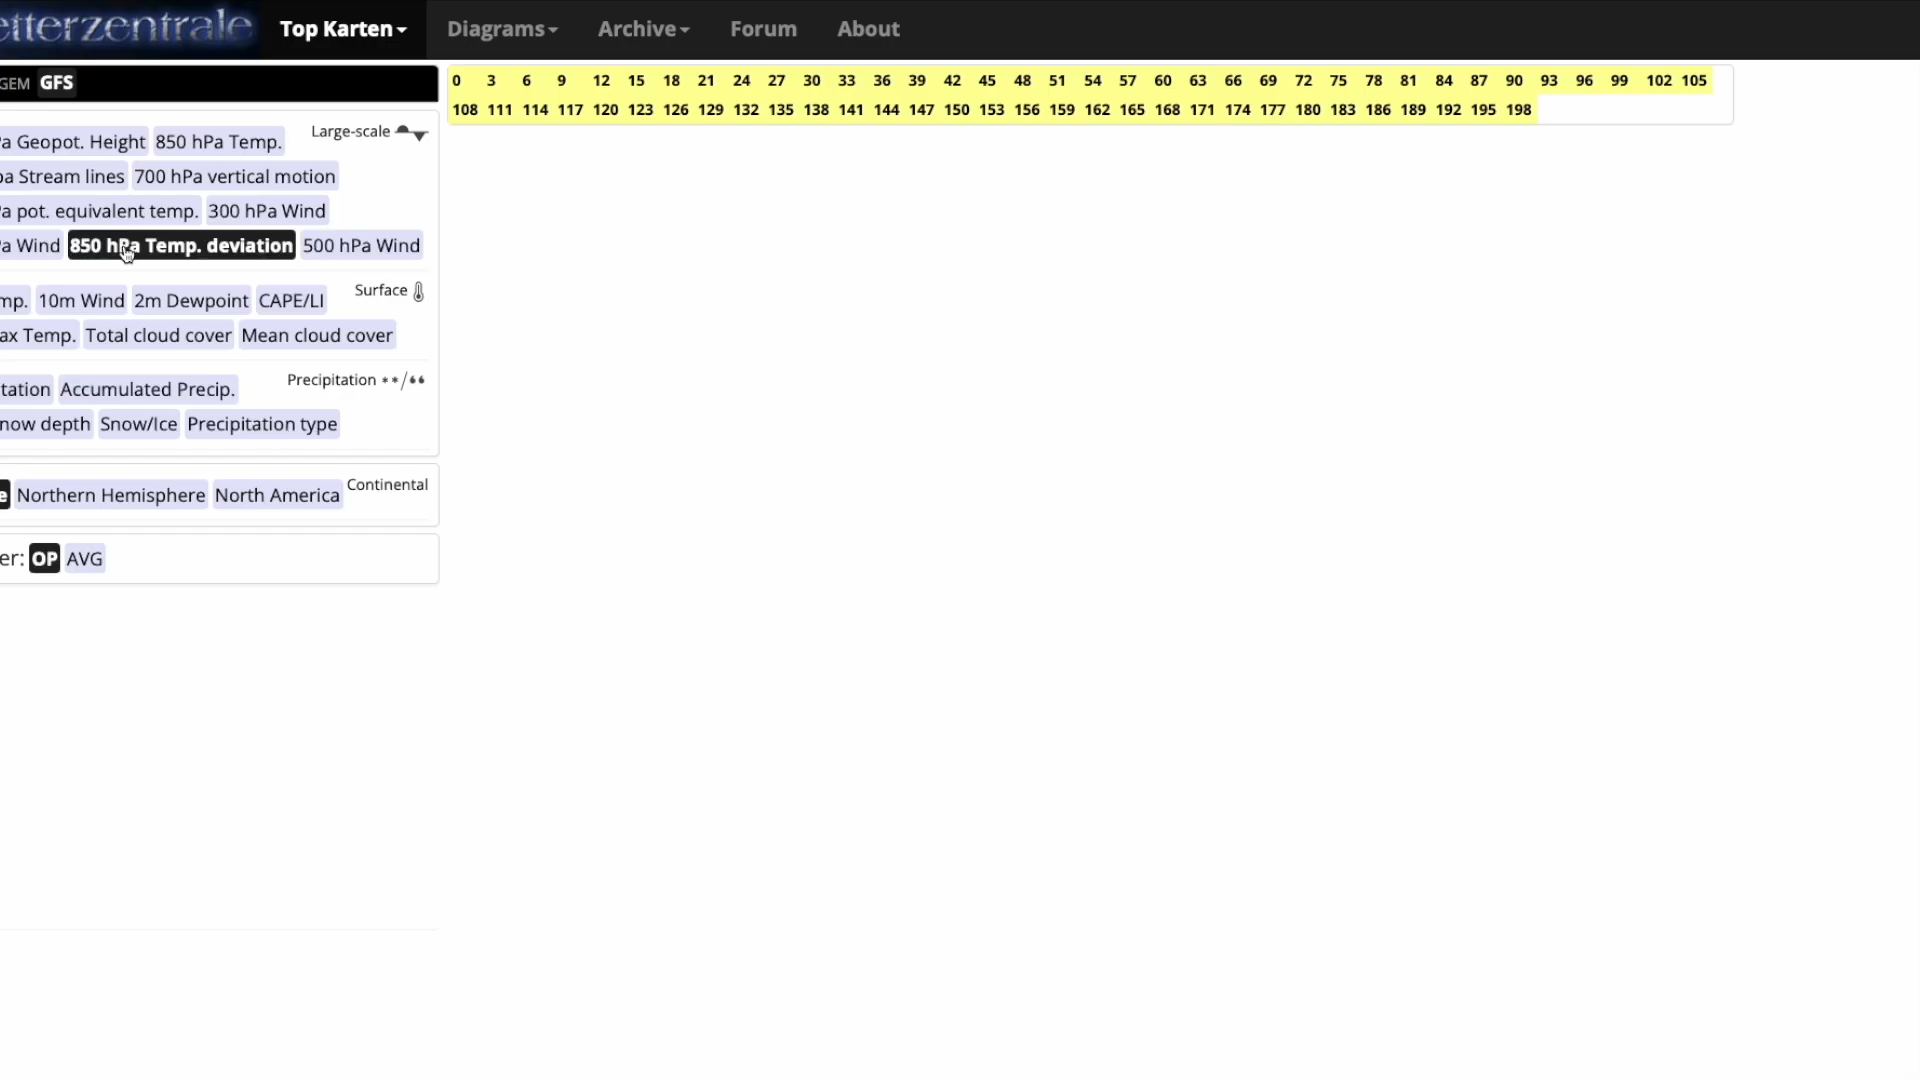 etterzentrale Top Karten Diagrams Archive Forum About
GEM GFS
0 3 6 9 12 15 18 21 24 27 30 33 36 39 42 45 48 51 54 57 60 63 66 69 72 75 78 81 84 87 90 93 96 99 102 105
108 111 114 117 120 123 126 129 132 135 138 141 144 147 150 153 156 159 162 165 168 171 174 177 180 183 186 189 192 195 198
Large-scale
a Geopot. Height 850 hPa Temp.
pa Stream lines 700 hPa vertical motion
a pot. equivalent temp. 300 hPa Wind
a Wind 850 hPa Temp. deviation 500 hPa Wind
Surface
mp. 10m Wind 2m Dewpoint CAPE/LI
ax Temp. Total cloud cover Mean cloud cover
Precipitation **/
tation Accumulated Precip.
now depth Snow/Ice Precipitation type
Continental
e Northern Hemisphere North America
er: OP AVG